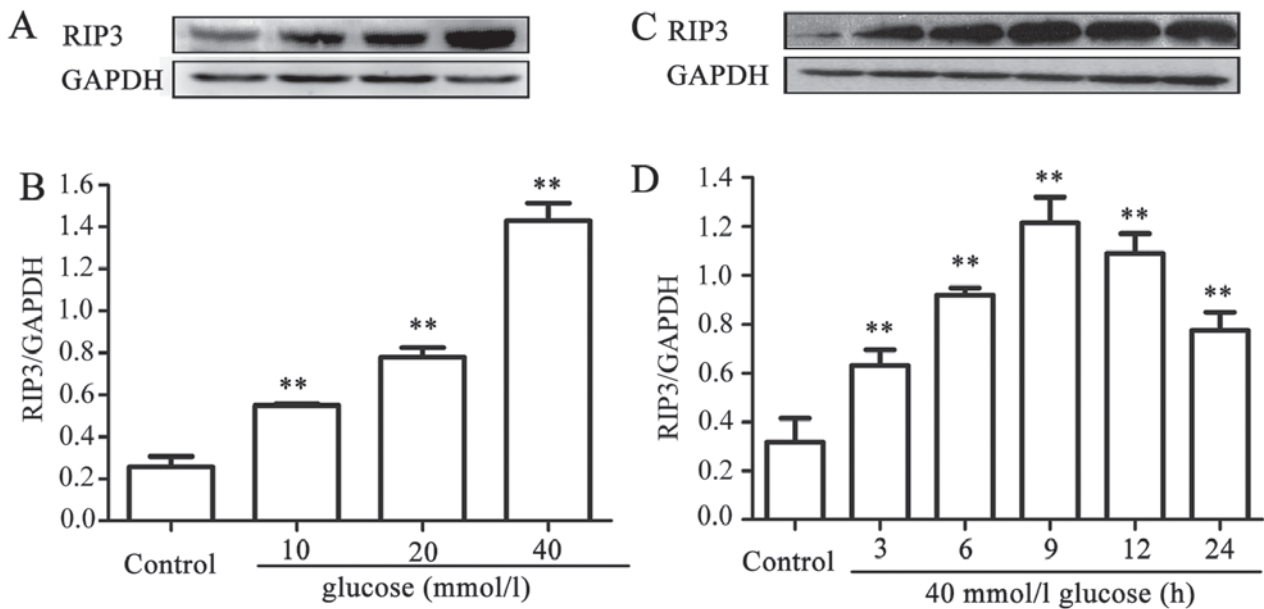 A
RIP3
GAPDH
B
RIP3/GAPDH
1.6
1.4
1.2
1.0
0.8
0.6
0.4
0.2
0.0
**
**
**
Control
10
20
40
glucose (mmol/l)
C
RIP3
GAPDH
D
RIP3/GAPDH
1.4
1.2
1.0
0.8
0.6
0.4
0.2
0.0
**
**
**
**
**
Control
3
6
9
12
24
40 mmol/l glucose (h)